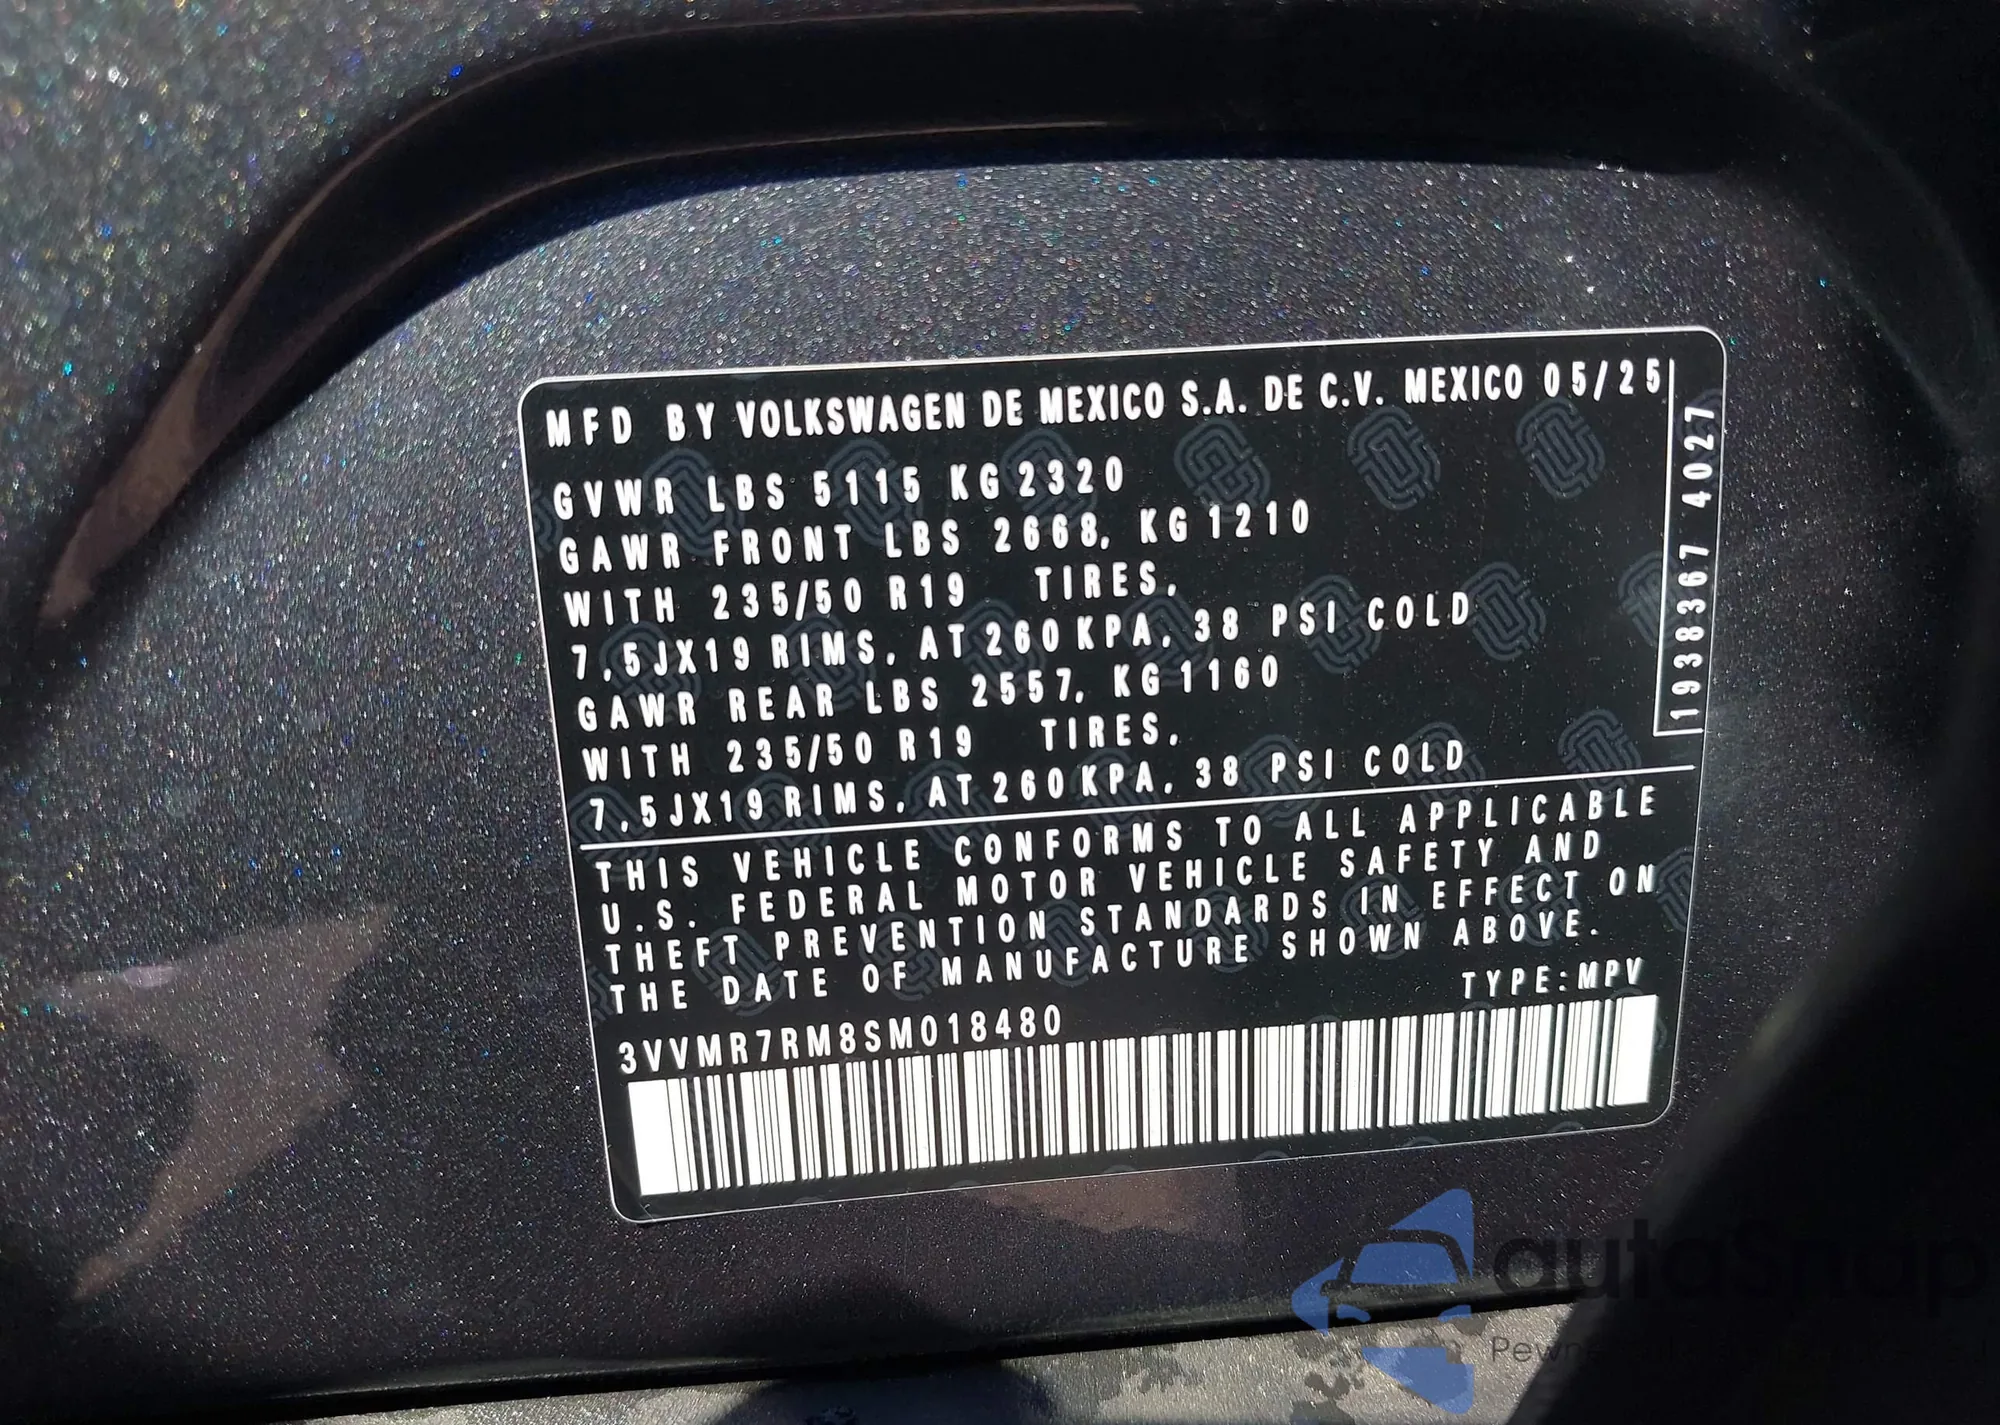 MFD BY VOLKSWAGEN DE MEXICO S.A. DE C.V. MEXICO 05/25
GVWR LBS 5115 KG 2320
GAWR FRONT LBS 2668, KG 1210
WITH 235/50 R19 TIRES,
7,5JX19 RIMS, AT 260 KPA, 38 PSI COLD
GAWR REAR LBS 2557, KG 1160
WITH 235/50 R19 TIRES,
7,5JX19 RIMS, AT 260 KPA, 38 PSI COLD
1938367 4027
THIS VEHICLE CONFORMS TO ALL APPLICABLE
U.S. FEDERAL MOTOR VEHICLE SAFETY AND
THEFT PREVENTION STANDARDS IN EFFECT ON
THE DATE OF MANUFACTURE SHOWN ABOVE.
TYPE:MPV
3VVMR7RM8SM018480
autoSnap